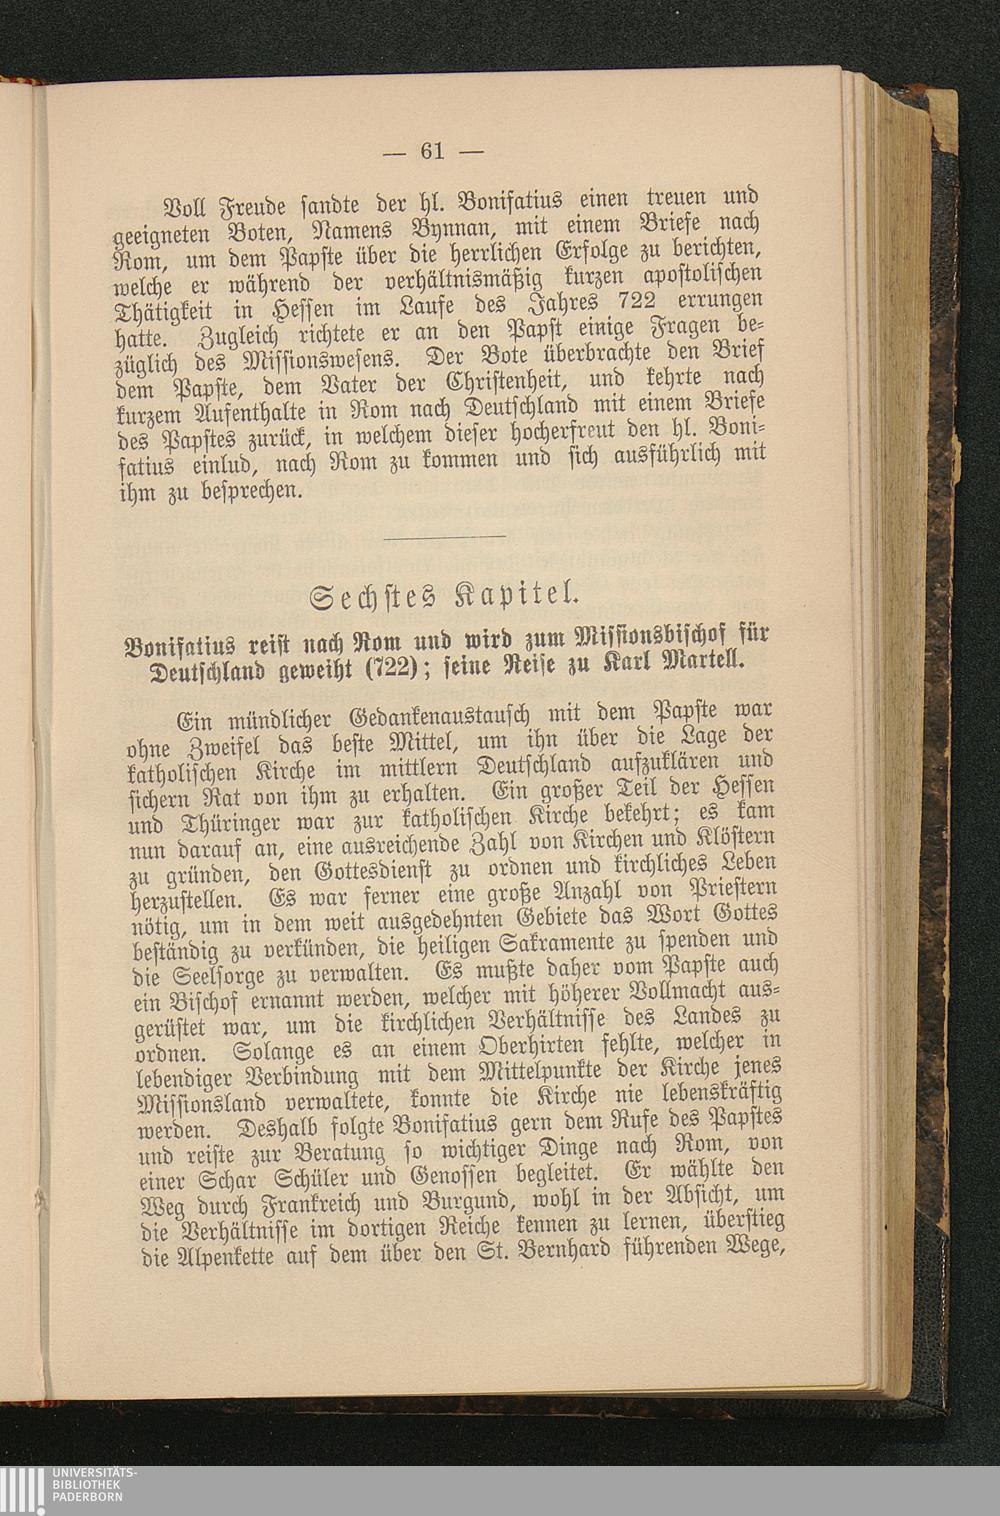 — 61 —
Voll Freude sandte der hl. Bonifatius einen treuen und
geeigneten Boten, Namens Bynnan, mit einem Briefe nach
Rom, um dem Papste über die herrlichen Erfolge zu berichten,
welche er während der verhältnismäßig kurzen apostolischen
Thätigkeit in Hessen im Laufe des Jahres 722 errungen
hatte. Zugleich richtete er an den Papst einige Fragen be-
züglich des Missionswesens. Der Bote überbrachte den Brief
dem Papste, dem Vater der Christenheit, und kehrte nach
kurzem Aufenthalte in Rom nach Deutschland mit einem Briefe
des Papstes zurück, in welchem dieser hocherfreut den hl. Boni-
fatius einlud, nach Rom zu kommen und sich ausführlich mit
ihm zu besprechen.
Sechstes Kapitel.
Bonifatius reist nach Rom und wird zum Missionsbischof für
Deutschland geweiht (722); seine Reise zu Karl Martell.
Ein mündlicher Gedankenaustausch mit dem Papste war
ohne Zweifel das beste Mittel, um ihn über die Lage der
katholischen Kirche im mittlern Deutschland aufzuklären und
sichern Rat von ihm zu erhalten. Ein großer Teil der Hessen
und Thüringer war zur katholischen Kirche bekehrt; es kam
nun darauf an, eine ausreichende Zahl von Kirchen und Klöstern
zu gründen, den Gottesdienst zu ordnen und kirchliches Leben
herzustellen. Es war ferner eine große Anzahl von Priestern
nötig, um in dem weit ausgedehnten Gebiete das Wort Gottes
beständig zu verkünden, die heiligen Sakramente zu spenden und
die Seelsorge zu verwalten. Es mußte daher vom Papste auch
ein Bischof ernannt werden, welcher mit höherer Vollmacht aus-
gerüstet war, um die kirchlichen Verhältnisse des Landes zu
ordnen. Solange es an einem Oberhirten fehlte, welcher in
lebendiger Verbindung mit dem Mittelpunkte der Kirche jenes
Missionsland verwaltete, konnte die Kirche nie lebenskräftig
werden. Deshalb folgte Bonifatius gern dem Rufe des Papstes
und reiste zur Beratung so wichtiger Dinge nach Rom, von
einer Schar Schüler und Genossen begleitet. Er wählte den
Weg durch Frankreich und Burgund, wohl in der Absicht, um
die Verhältnisse im dortigen Reiche kennen zu lernen, überstieg
die Alpenkette auf dem über den St. Bernhard führenden Wege,
UNIVERSITÄTS-
BIBLIOTHEK
PADERBORN